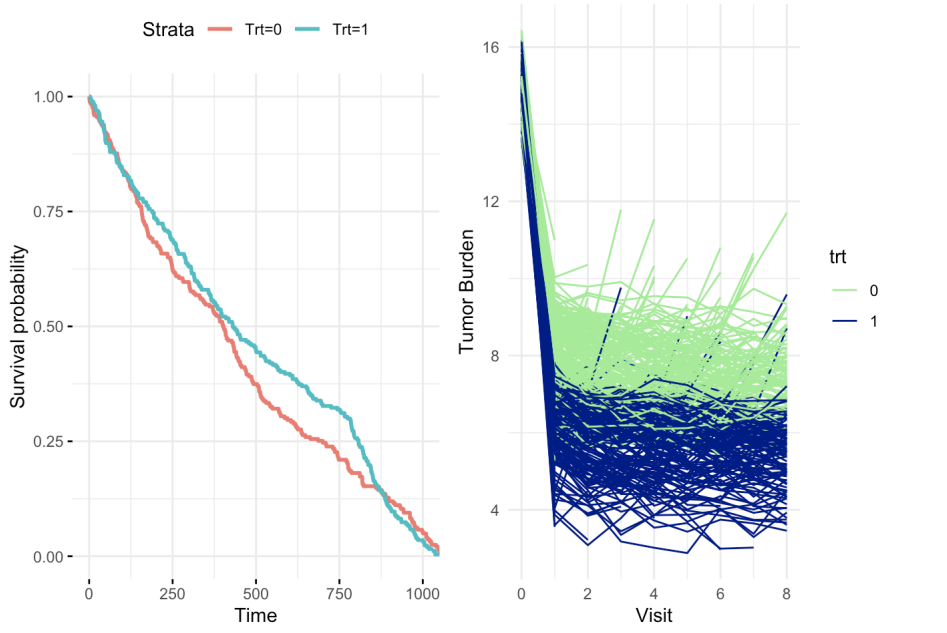 Strata Trt=0 Trt=1
Survival probability
1.00
0.75
0.50
0.25
0.00
0 250 500 750 1000
Time
Tumor Burden
16
12
8
4
0 2 4 6 8
Visit
trt
0
1